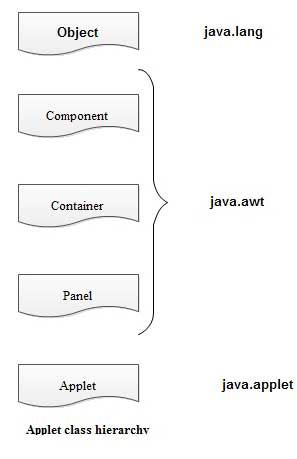 Object java.lang
Component
Container java.awt
Panel
Applet java.applet
Applet class hierarchy